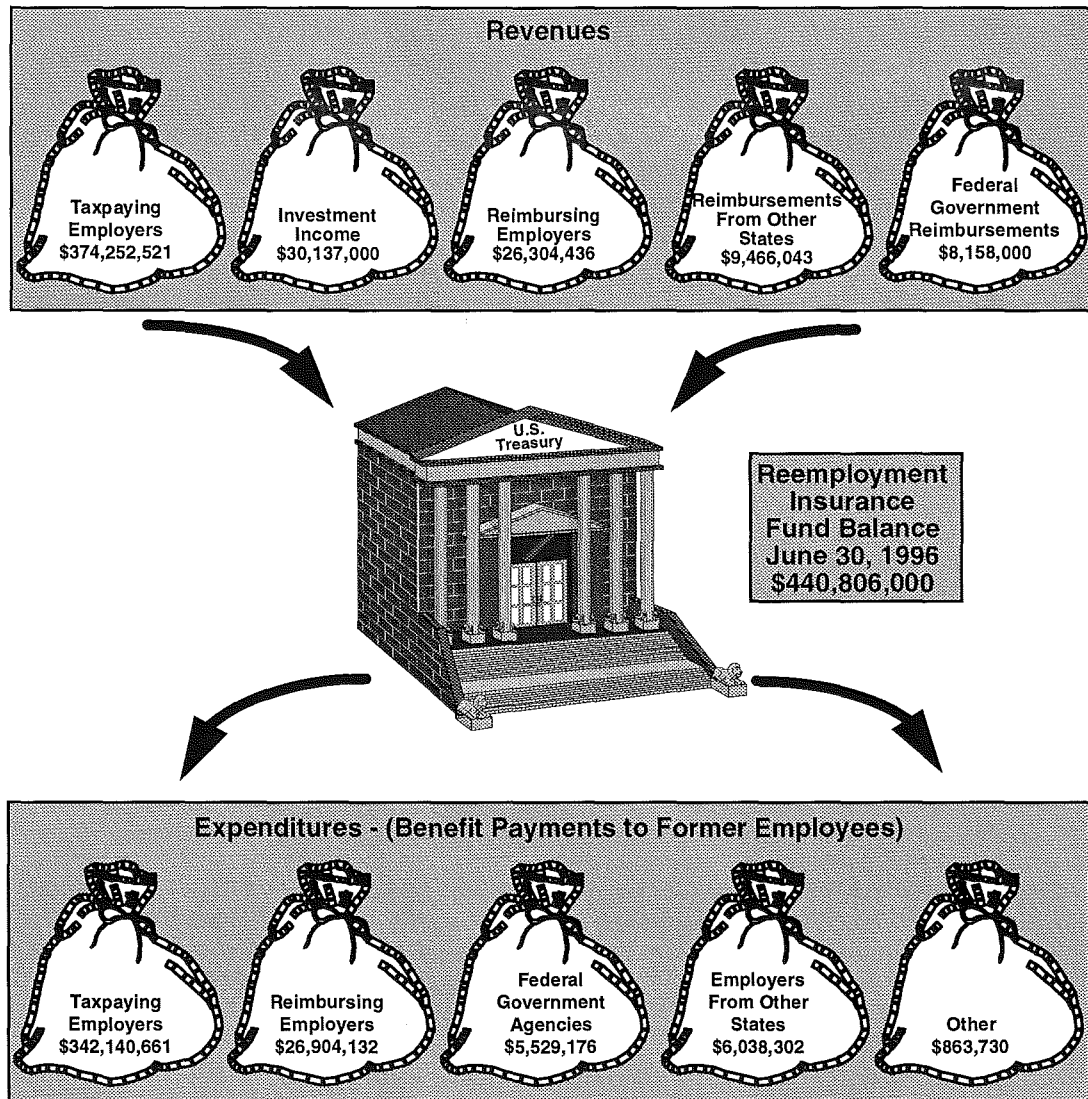 Revenues
Taxpaying
Employers
$374,252,521
Investment
Income
$30,137,000
Reimbursing
Employers
$26,304,436
Reimbursements
From Other
States
$9,466,043
Federal
Government
Reimbursements
$8,158,000
U.S.
Treasury
Reemployment
Insurance
Fund Balance
June 30, 1996
$440,806,000
Expenditures - (Benefit Payments to Former Employees)
Taxpaying
Employers
$342,140,661
Reimbursing
Employers
$26,904,132
Federal
Government
Agencies
$5,529,176
Employers
From Other
States
$6,038,302
Other
$863,730